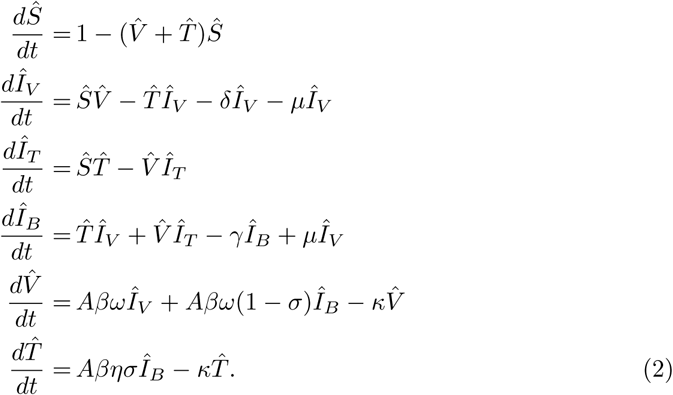 dŜ/dt = 1 − (V̂ + T̂)Ŝ
dÎ_V/dt = ŜV̂ − T̂Î_V − δÎ_V − μÎ_V
dÎ_T/dt = ŜT̂ − V̂Î_T
dÎ_B/dt = T̂Î_V + V̂Î_T − γÎ_B + μÎ_V
dV̂/dt = AβωÎ_V + Aβω(1 − σ)Î_B − κV̂
dT̂/dt = AβησÎ_B − κT̂. (2)